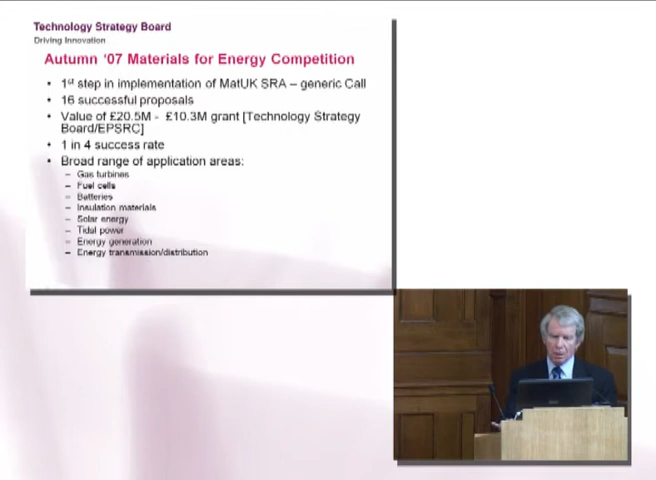 Technology Strategy Board
Driving Innovation
Autumn '07 Materials for Energy Competition
• 1st step in implementation of MatUK SRA – generic Call
• 16 successful proposals
• Value of £20.5M - £10.3M grant [Technology Strategy
Board/EPSRC]
• 1 in 4 success rate
• Broad range of application areas:
– Gas turbines
– Fuel cells
– Batteries
– Insulation materials
– Solar energy
– Tidal power
– Energy generation
– Energy transmission/distribution